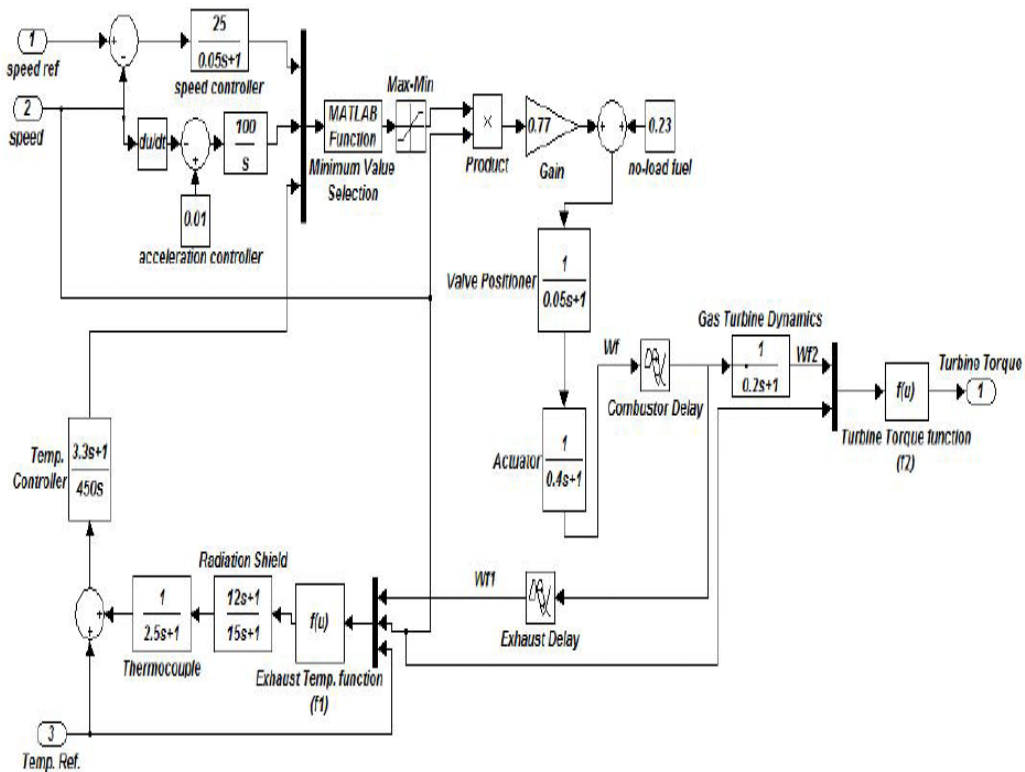 1
speed ref
+
-
25
0.05s+1
speed controller
2
speed
du/dt
-
+
100
s
0.01
acceleration controller
MATLAB
Function
Minimum Value
Selection
Max-Min
×
Product
0.77
Gain
+
+
0.23
no-load fuel
Valve Positioner
1
0.05s+1
Actuator
1
0.4s+1
Wf
Combustor Delay
Gas Turbine Dynamics
1
0.2s+1
Wf2
f(u)
Turbine Torque function
(f2)
Turbine Torque
1
Temp.
Controller
3.3s+1
450s
+
+
1
2.5s+1
Thermocouple
Radiation Shield
12s+1
15s+1
f(u)
Exhaust Temp. function
(f1)
Wf1
Exhaust Delay
3
Temp. Ref.